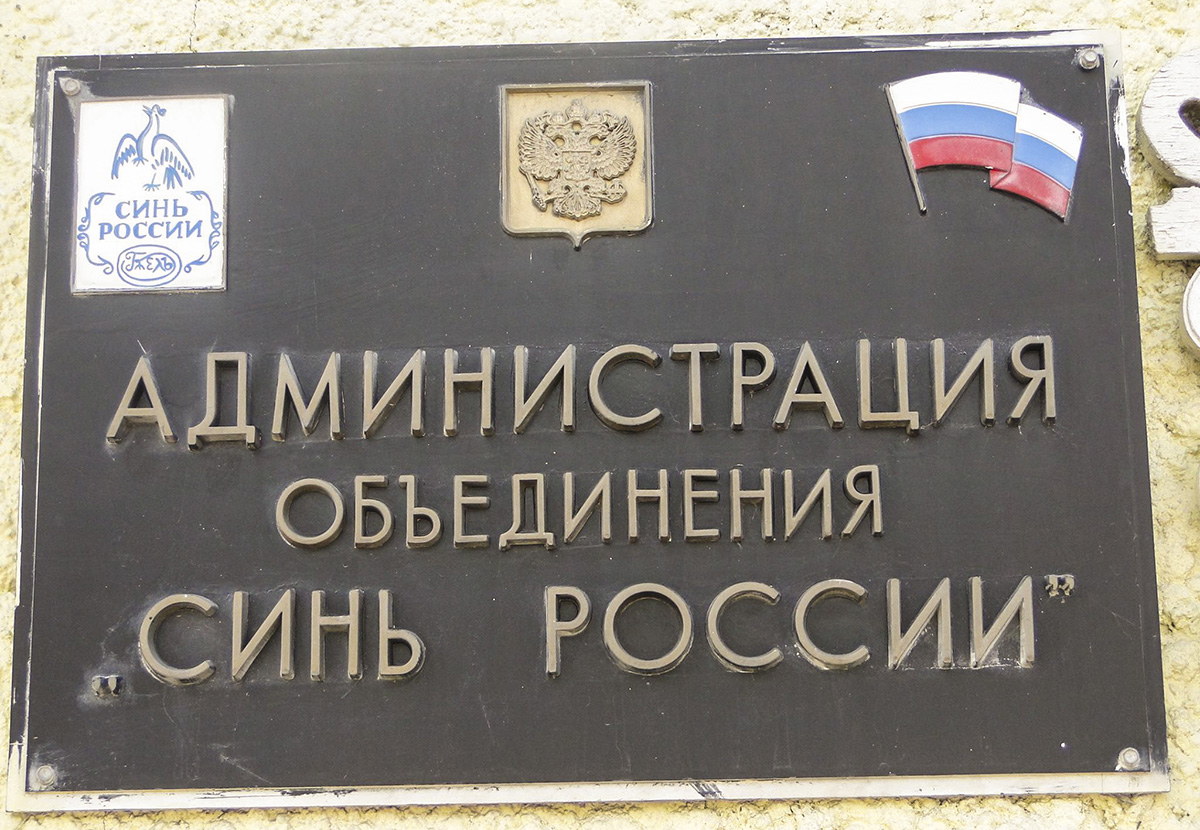 СИНЬ
РОССИИ
Гжель
АДМИНИСТРАЦИЯ
ОБЪЕДИНЕНИЯ
„СИНЬ РОССИИ”